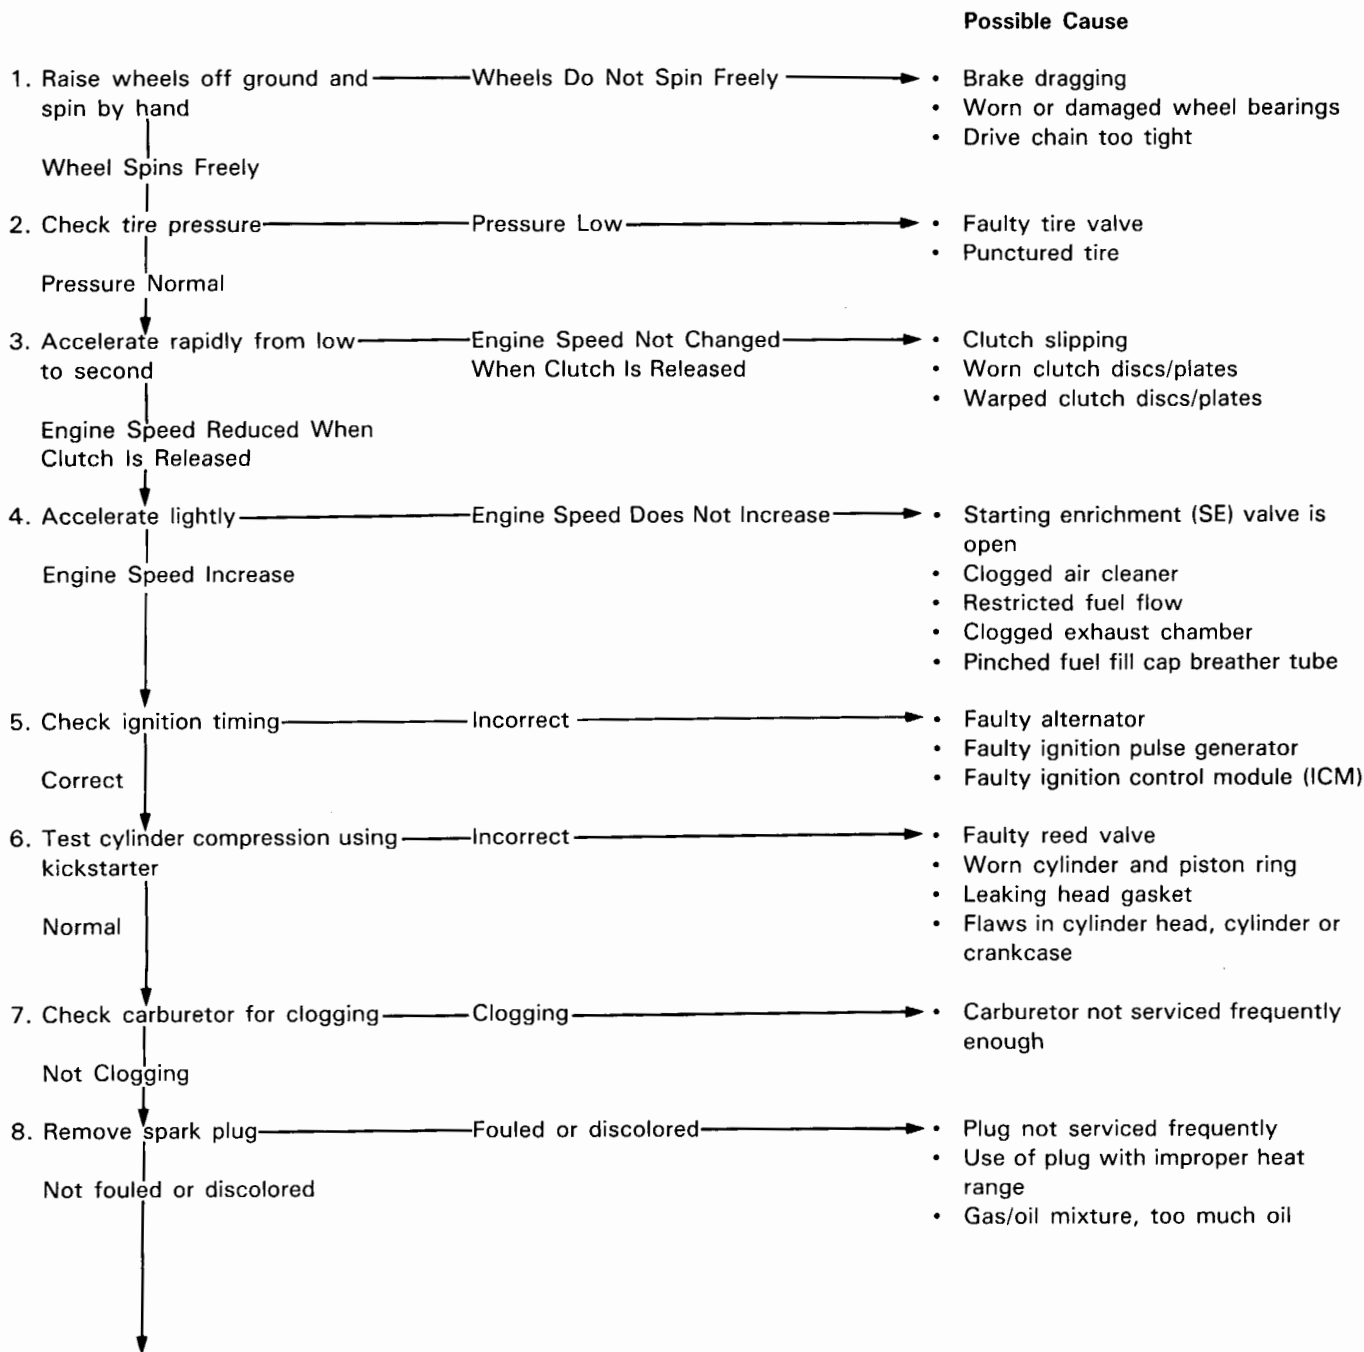 Possible Cause
1. Raise wheels off ground and
spin by hand
Wheels Do Not Spin Freely
• Brake dragging
• Worn or damaged wheel bearings
• Drive chain too tight
Wheel Spins Freely
2. Check tire pressure
Pressure Low
• Faulty tire valve
• Punctured tire
Pressure Normal
3. Accelerate rapidly from low
to second
Engine Speed Not Changed
When Clutch Is Released
• Clutch slipping
• Worn clutch discs/plates
• Warped clutch discs/plates
Engine Speed Reduced When
Clutch Is Released
4. Accelerate lightly
Engine Speed Does Not Increase
• Starting enrichment (SE) valve is
open
• Clogged air cleaner
• Restricted fuel flow
• Clogged exhaust chamber
• Pinched fuel fill cap breather tube
Engine Speed Increase
5. Check ignition timing
Incorrect
• Faulty alternator
• Faulty ignition pulse generator
• Faulty ignition control module (ICM)
Correct
6. Test cylinder compression using
kickstarter
Incorrect
• Faulty reed valve
• Worn cylinder and piston ring
• Leaking head gasket
• Flaws in cylinder head, cylinder or
crankcase
Normal
7. Check carburetor for clogging
Clogging
• Carburetor not serviced frequently
enough
Not Clogging
8. Remove spark plug
Fouled or discolored
• Plug not serviced frequently
• Use of plug with improper heat
range
• Gas/oil mixture, too much oil
Not fouled or discolored